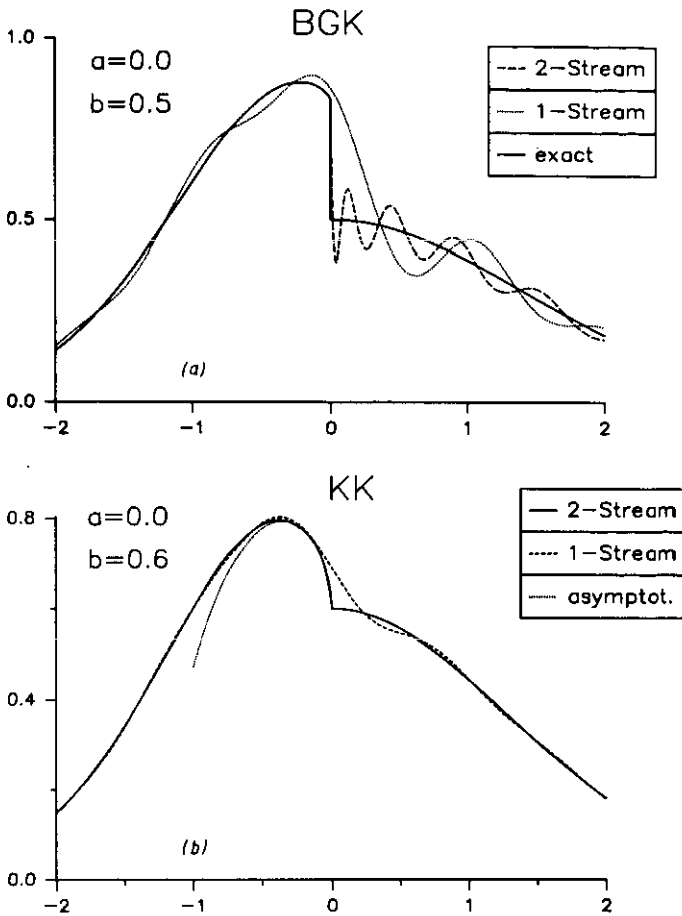 BGK
1.0
a=0.0
b=0.5
2-Stream
1-Stream
exact
0.5
(a)
0.0
-2
-1
0
1
2
KK
0.8
a=0.0
b=0.6
2-Stream
1-Stream
asymptot.
0.4
(b)
0.0
-2
-1
0
1
2